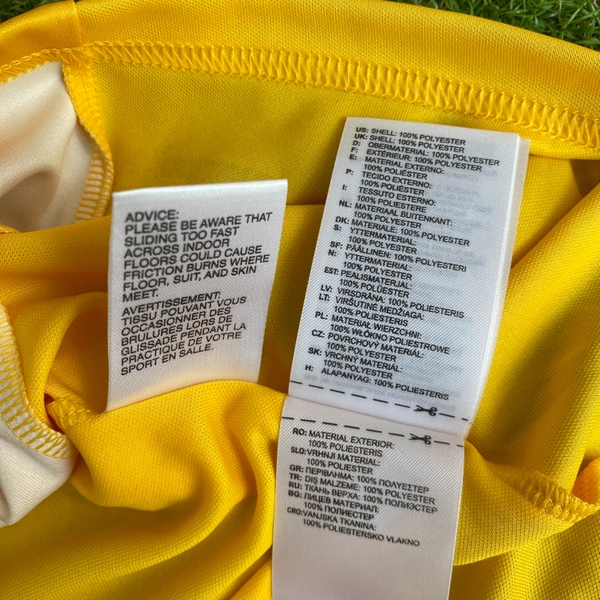 ADVICE:
PLEASE BE AWARE THAT
SLIDING TOO FAST
ACROSS INDOOR
FLOORS COULD CAUSE
FRICTION BURNS WHERE
FLOOR, SUIT, AND SKIN
MEET.
AVERTISSEMENT:
TISSU POUVANT VOUS
OCCASIONNER DES
BRULURES LORS DE
GLISSADE PENDANT LA
PRACTIQUE DE VOTRE
SPORT EN SALLE.
US: SHELL: 100% POLYESTER
UK: SHELL: 100% POLYESTER
D: OBERMATERIAL: 100% POLYESTER
F: EXTÉRIEUR: 100% POLYESTER
E: MATERIAL EXTERNO:
100% POLIÉSTER
P: TECIDO EXTERNO:
100% POLIÉSTER
I: TESSUTO ESTERNO:
100% POLIESTERE
NL: MATERIAAL BUITENKANT:
100% POLYESTER
DK: MATERIALE: 100% POLYESTER
S: YTTERMATERIAL:
100% POLYESTER
SF: PÄÄLLINEN: 100% POLYESTERI
N: YTTERMATERIAL:
100% POLYESTER
EST: PEALISMATERJAL:
100% POLÜESTER
LV: VIRSDRĀNA: 100% POLIESTERIS
LT: VIRŠUTINĖ MEDŽIAGA:
100% POLIESTERIS
PL: MATERIAŁ WIERZCHNI:
100% WŁÓKNO POLIESTROWE
CZ: POVRCHOVÝ MATERIÁL:
100% POLYESTER
SK: VRCHNÝ MATERIÁL:
100% POLYESTER
H: ALAPANYAG: 100% POLIESTERIS
RO: MATERIAL EXTERIOR:
100% POLIESTERIS
SLO: VRHNJI MATERIAL:
100% POLIESTER
GR: ΠΕΡΙΒΛΗΜΑ: 100% ΠΟΛΥΕΣΤΕΡ
TR: DIŞ MALZEME: 100% POLYESTER
RU: ТКАНЬ ВЕРХА: 100% ПОЛИЭСТЕР
BG: ЛИЦЕВ МАТЕРИАЛ:
100% ПОЛИЕСТЕР
CRO: VANJSKA TKANINA:
100% POLIESTERSKO VLAKNO